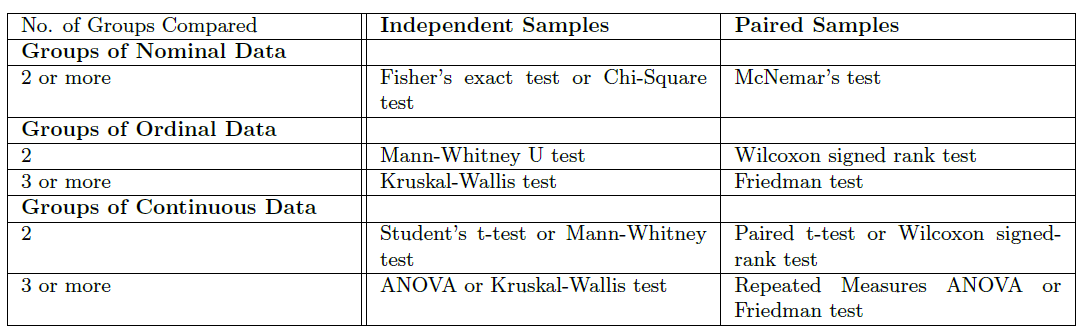 No. of Groups Compared Independent Samples Paired Samples
Groups of Nominal Data
2 or more Fisher's exact test or Chi-Square McNemar's test
test
Groups of Ordinal Data
2 Mann-Whitney U test Wilcoxon signed rank test
3 or more Kruskal-Wallis test Friedman test
Groups of Continuous Data
2 Student's t-test or Mann-Whitney Paired t-test or Wilcoxon signed-
test rank test
3 or more ANOVA or Kruskal-Wallis test Repeated Measures ANOVA or
Friedman test